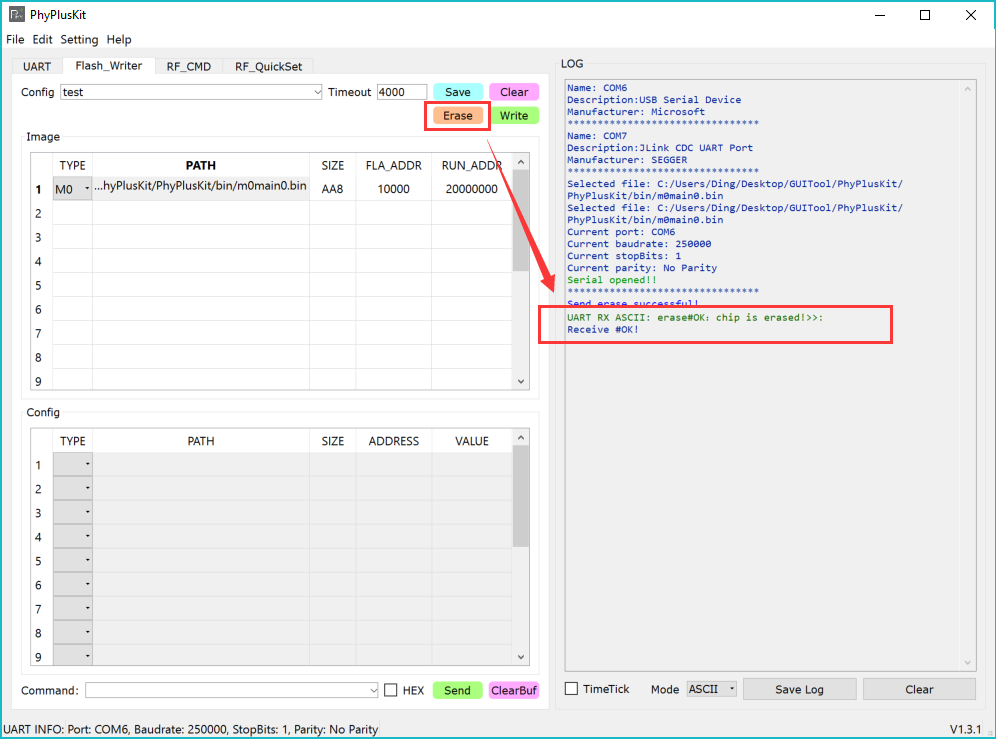 PhyPlusKit
File Edit Setting Help
UART Flash_Writer RF_CMD RF_QuickSet
Config test Timeout 4000 Save Clear
Erase Write
Image
TYPE PATH SIZE FLA_ADDR RUN_ADDR
1 M0 ...hyPlusKit/PhyPlusKit/bin/m0main0.bin AA8 10000 20000000
2
3
4
5
6
7
8
9
Config
TYPE PATH SIZE ADDRESS VALUE
1
2
3
4
5
6
7
8
9
Command: HEX Send ClearBuf
LOG
Name: COM6
Description:USB Serial Device
Manufacturer: Microsoft
********************************
Name: COM7
Description:JLink CDC UART Port
Manufacturer: SEGGER
********************************
Selected file: C:/Users/Ding/Desktop/GUITool/PhyPlusKit/
PhyPlusKit/bin/m0main0.bin
Selected file: C:/Users/Ding/Desktop/GUITool/PhyPlusKit/
PhyPlusKit/bin/m0main0.bin
Current port: COM6
Current baudrate: 250000
Current stopBits: 1
Current parity: No Parity
Serial opened!!
********************************
Send erase successful!
UART RX ASCII: erase#OK: chip is erased!>>:
Receive #OK!
TimeTick Mode ASCII Save Log Clear
UART INFO: Port: COM6, Baudrate: 250000, StopBits: 1, Parity: No Parity
V1.3.1